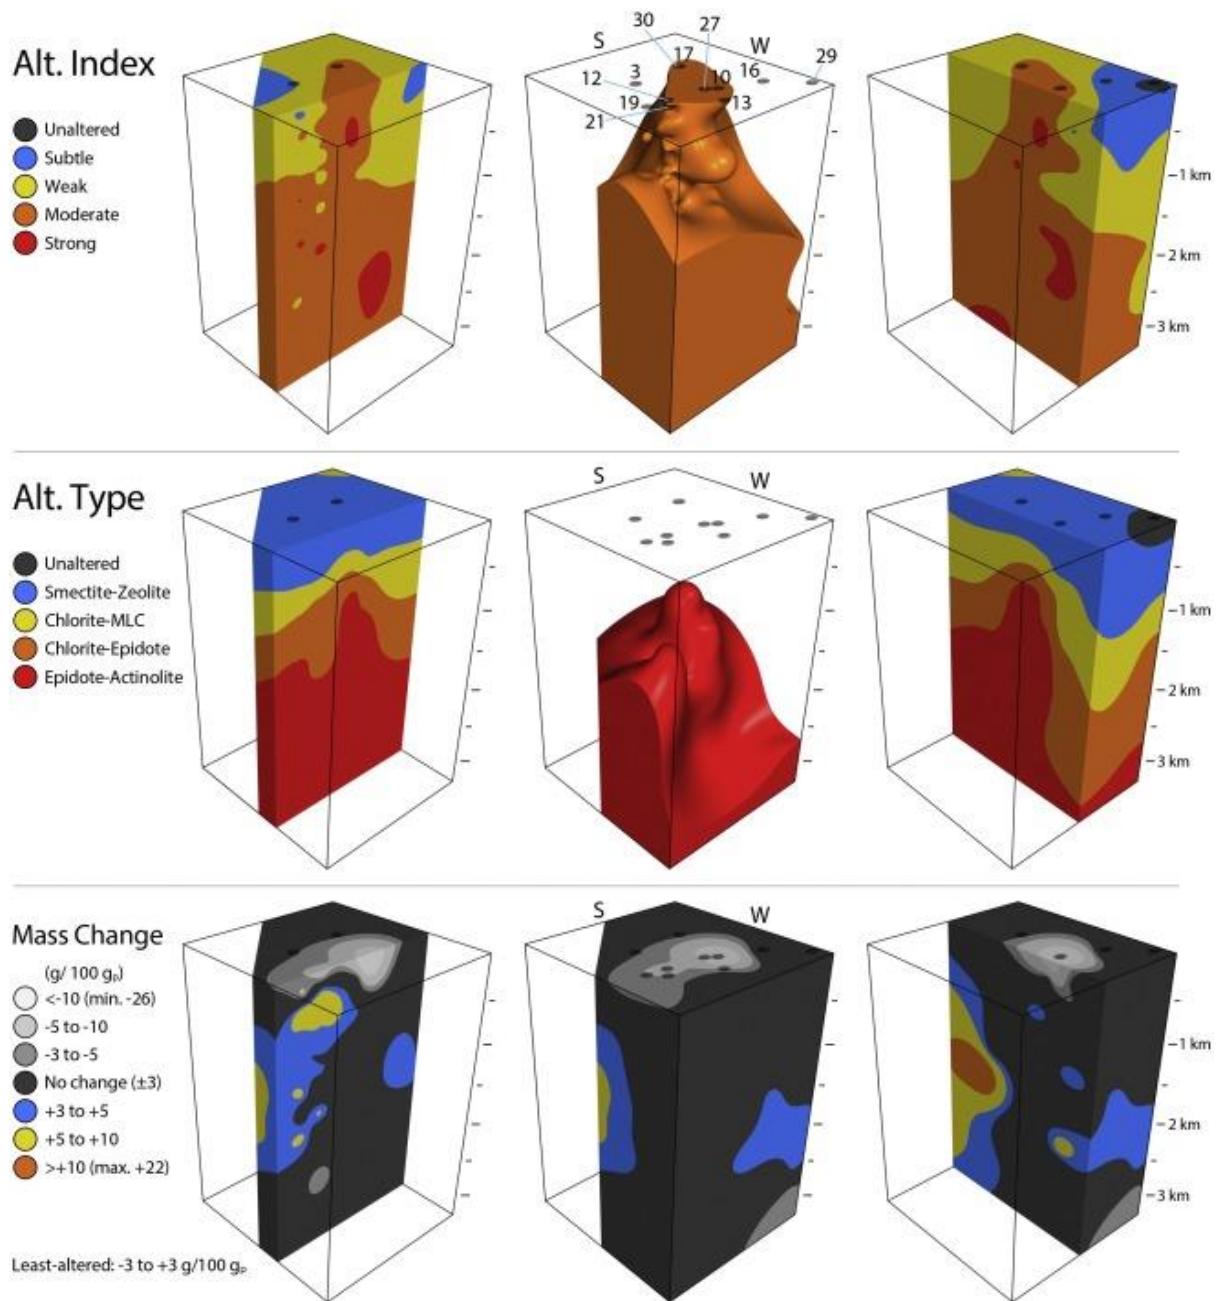 Alt. Index
Unaltered
Subtle
Weak
Moderate
Strong
S
W
30
27
17
29
3
12
10
16
19
13
21
1 km
2 km
3 km
Alt. Type
Unaltered
Smectite-Zeolite
Chlorite-MLC
Chlorite-Epidote
Epidote-Actinolite
S
W
1 km
2 km
3 km
Mass Change
(g/ 100 gₚ)
<-10 (min. -26)
-5 to -10
-3 to -5
No change (±3)
+3 to +5
+5 to +10
>+10 (max. +22)
Least-altered: -3 to +3 g/100 gₚ
S
W
1 km
2 km
3 km